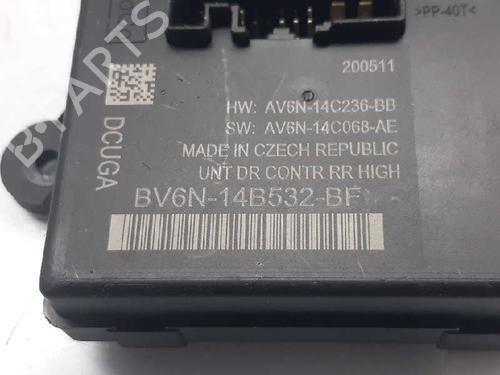 >PP-40T<
200511
HW: AV6N-14C236-BB
SW: AV6N-14C068-AE
MADE IN CZECH REPUBLIC
UNT DR CONTR RR HIGH
BV6N-14B532-BF
DCUGA
B-PARTS